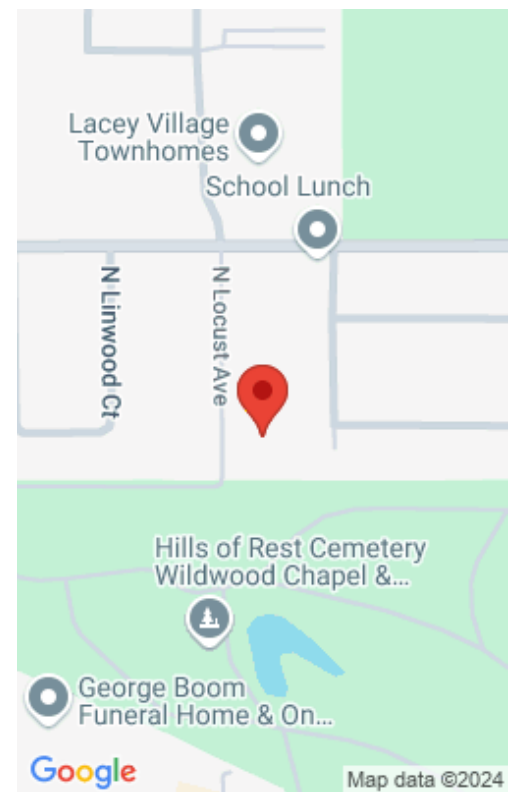 Lacey Village
Townhomes
School Lunch
N Linwood Ct
N Locust Ave
Hills of Rest Cemetery
Wildwood Chapel &...
George Boom
Funeral Home & On...
Google
Map data ©2024